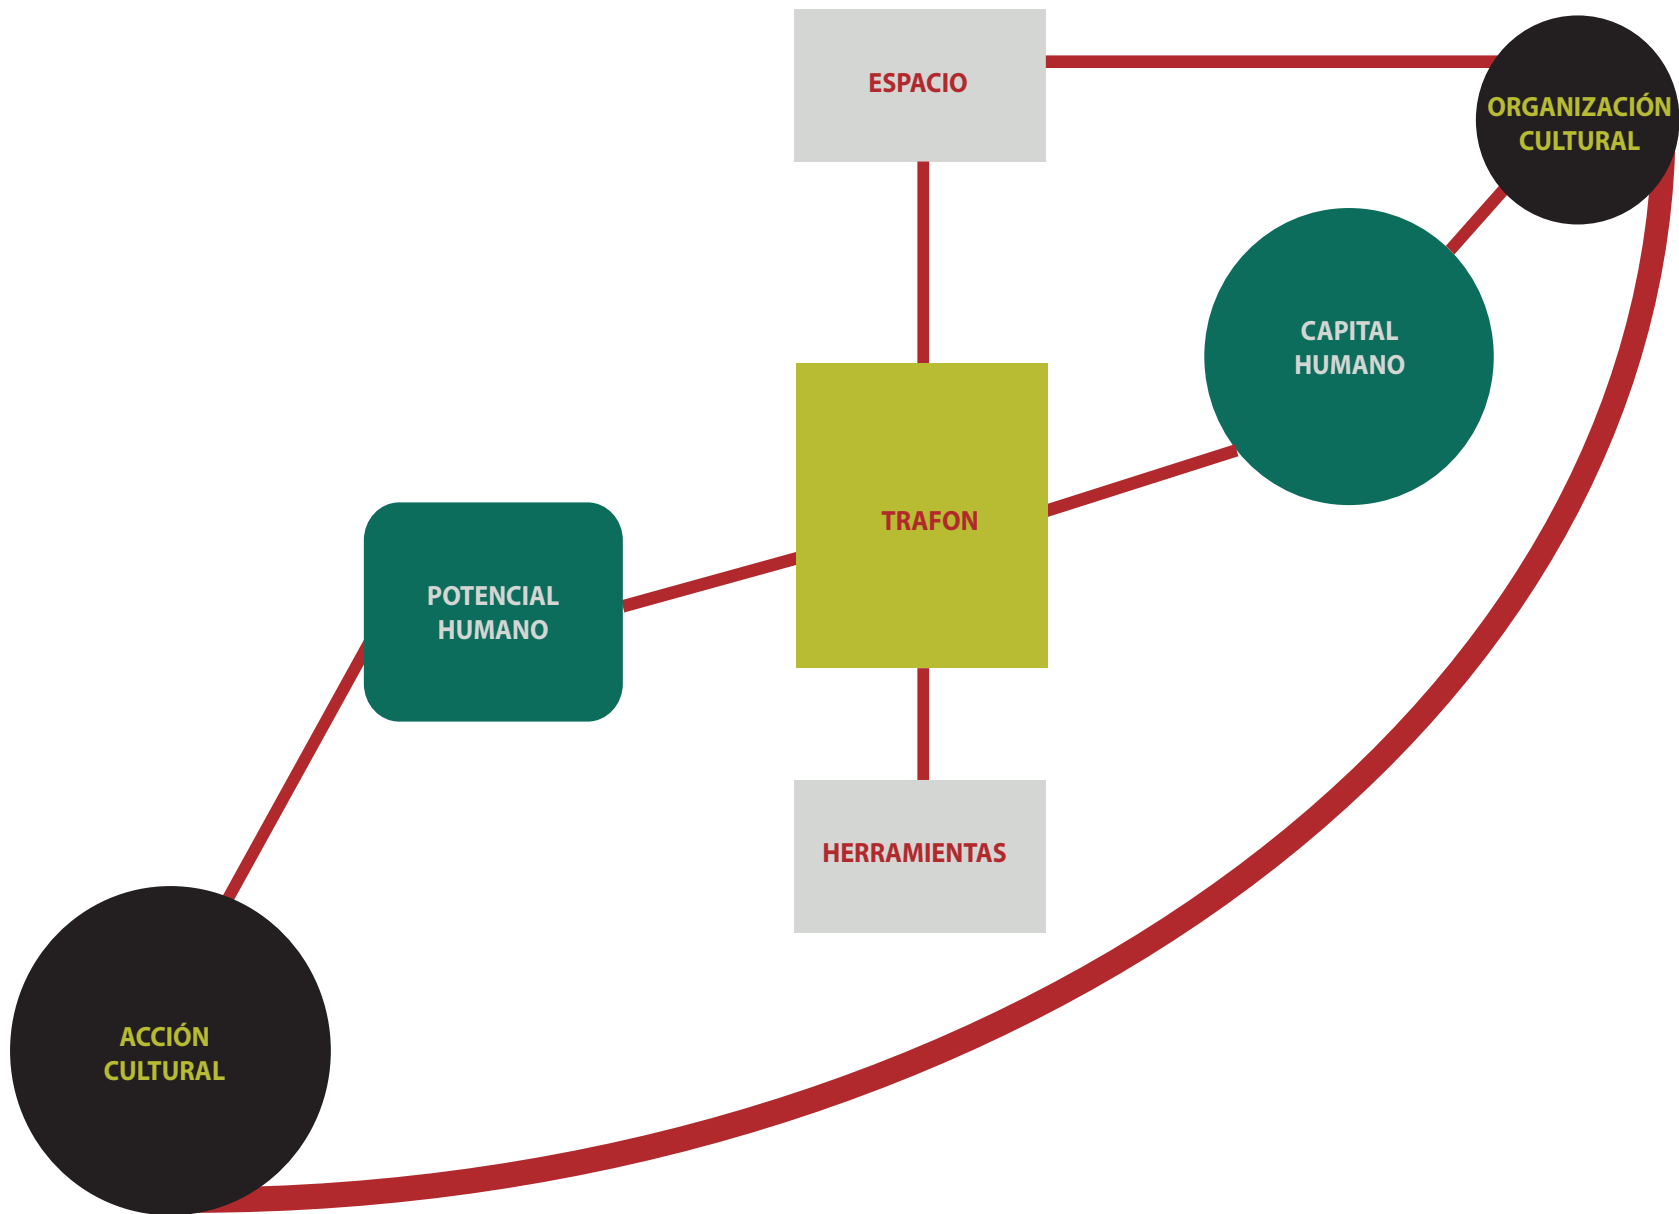 ESPACIO
ORGANIZACIÓN
CULTURAL
CAPITAL
HUMANO
TRAFON
POTENCIAL
HUMANO
HERRAMIENTAS
ACCIÓN
CULTURAL